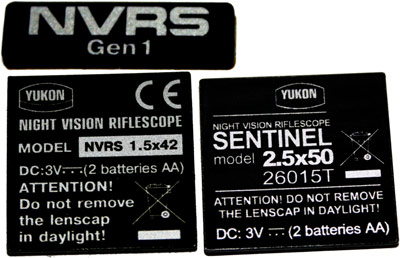 NVRS
Gen 1
YUKON
CE
NIGHT VISION RIFLESCOPE
MODEL NVRS 1.5x42
DC:3V⎓(2 batteries AA)
ATTENTION!
Do not remove
the lenscap
in daylight!
YUKON
NIGHT VISION RIFLESCOPE
SENTINEL
model 2.5x50
26015T
ATTENTION! DO NOT REMOVE
THE LENSCAP IN DAYLIGHT!
DC: 3V⎓(2 batteries AA)